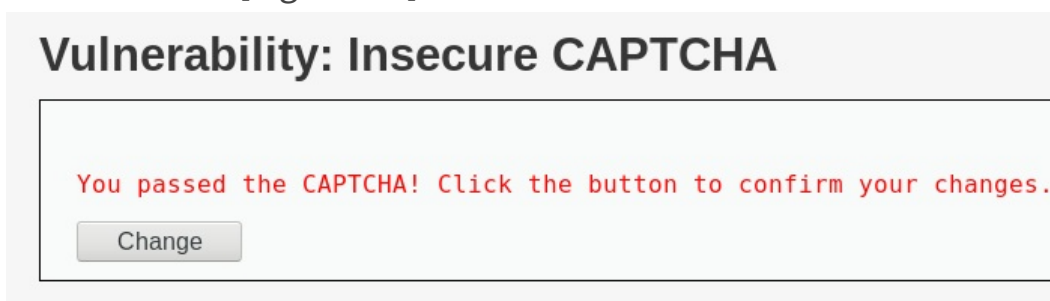 Vulnerability: Insecure CAPTCHA
You passed the CAPTCHA! Click the button to confirm your changes.
Change